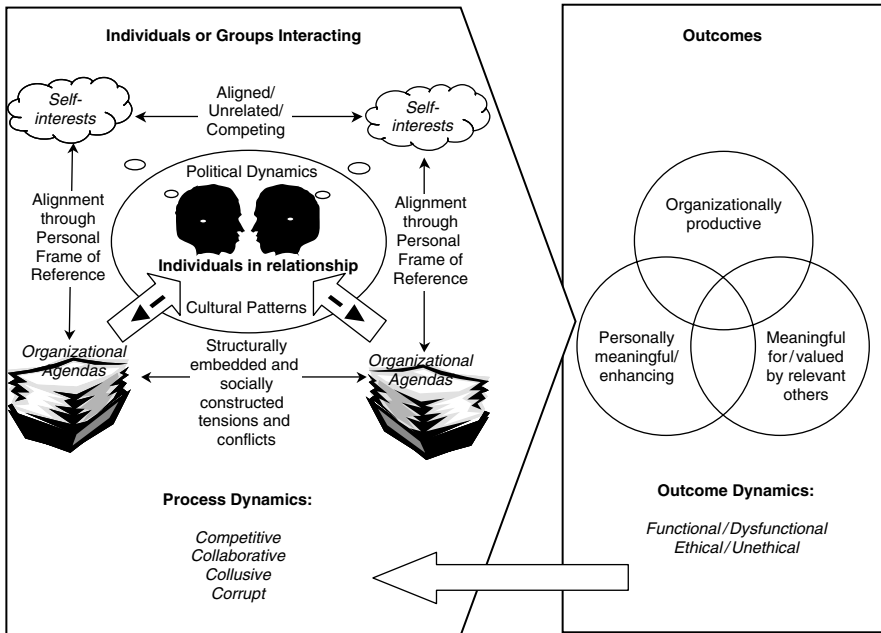 Individuals or Groups Interacting
Self-
interests
Aligned/
Unrelated/
Competing
Self-
interests
Political Dynamics
Alignment
through
Personal
Frame of
Reference
Individuals in relationship
Alignment
through
Personal
Frame of
Reference
Cultural Patterns
Organizational
Agendas
Structurally
embedded and
socially
constructed
tensions and
conflicts
Organizational
Agendas
Process Dynamics:
Competitive
Collaborative
Collusive
Corrupt
Outcomes
Organizationally
productive
Personally
meaningful/
enhancing
Meaningful
for/valued
by relevant
others
Outcome Dynamics:
Functional/Dysfunctional
Ethical/Unethical